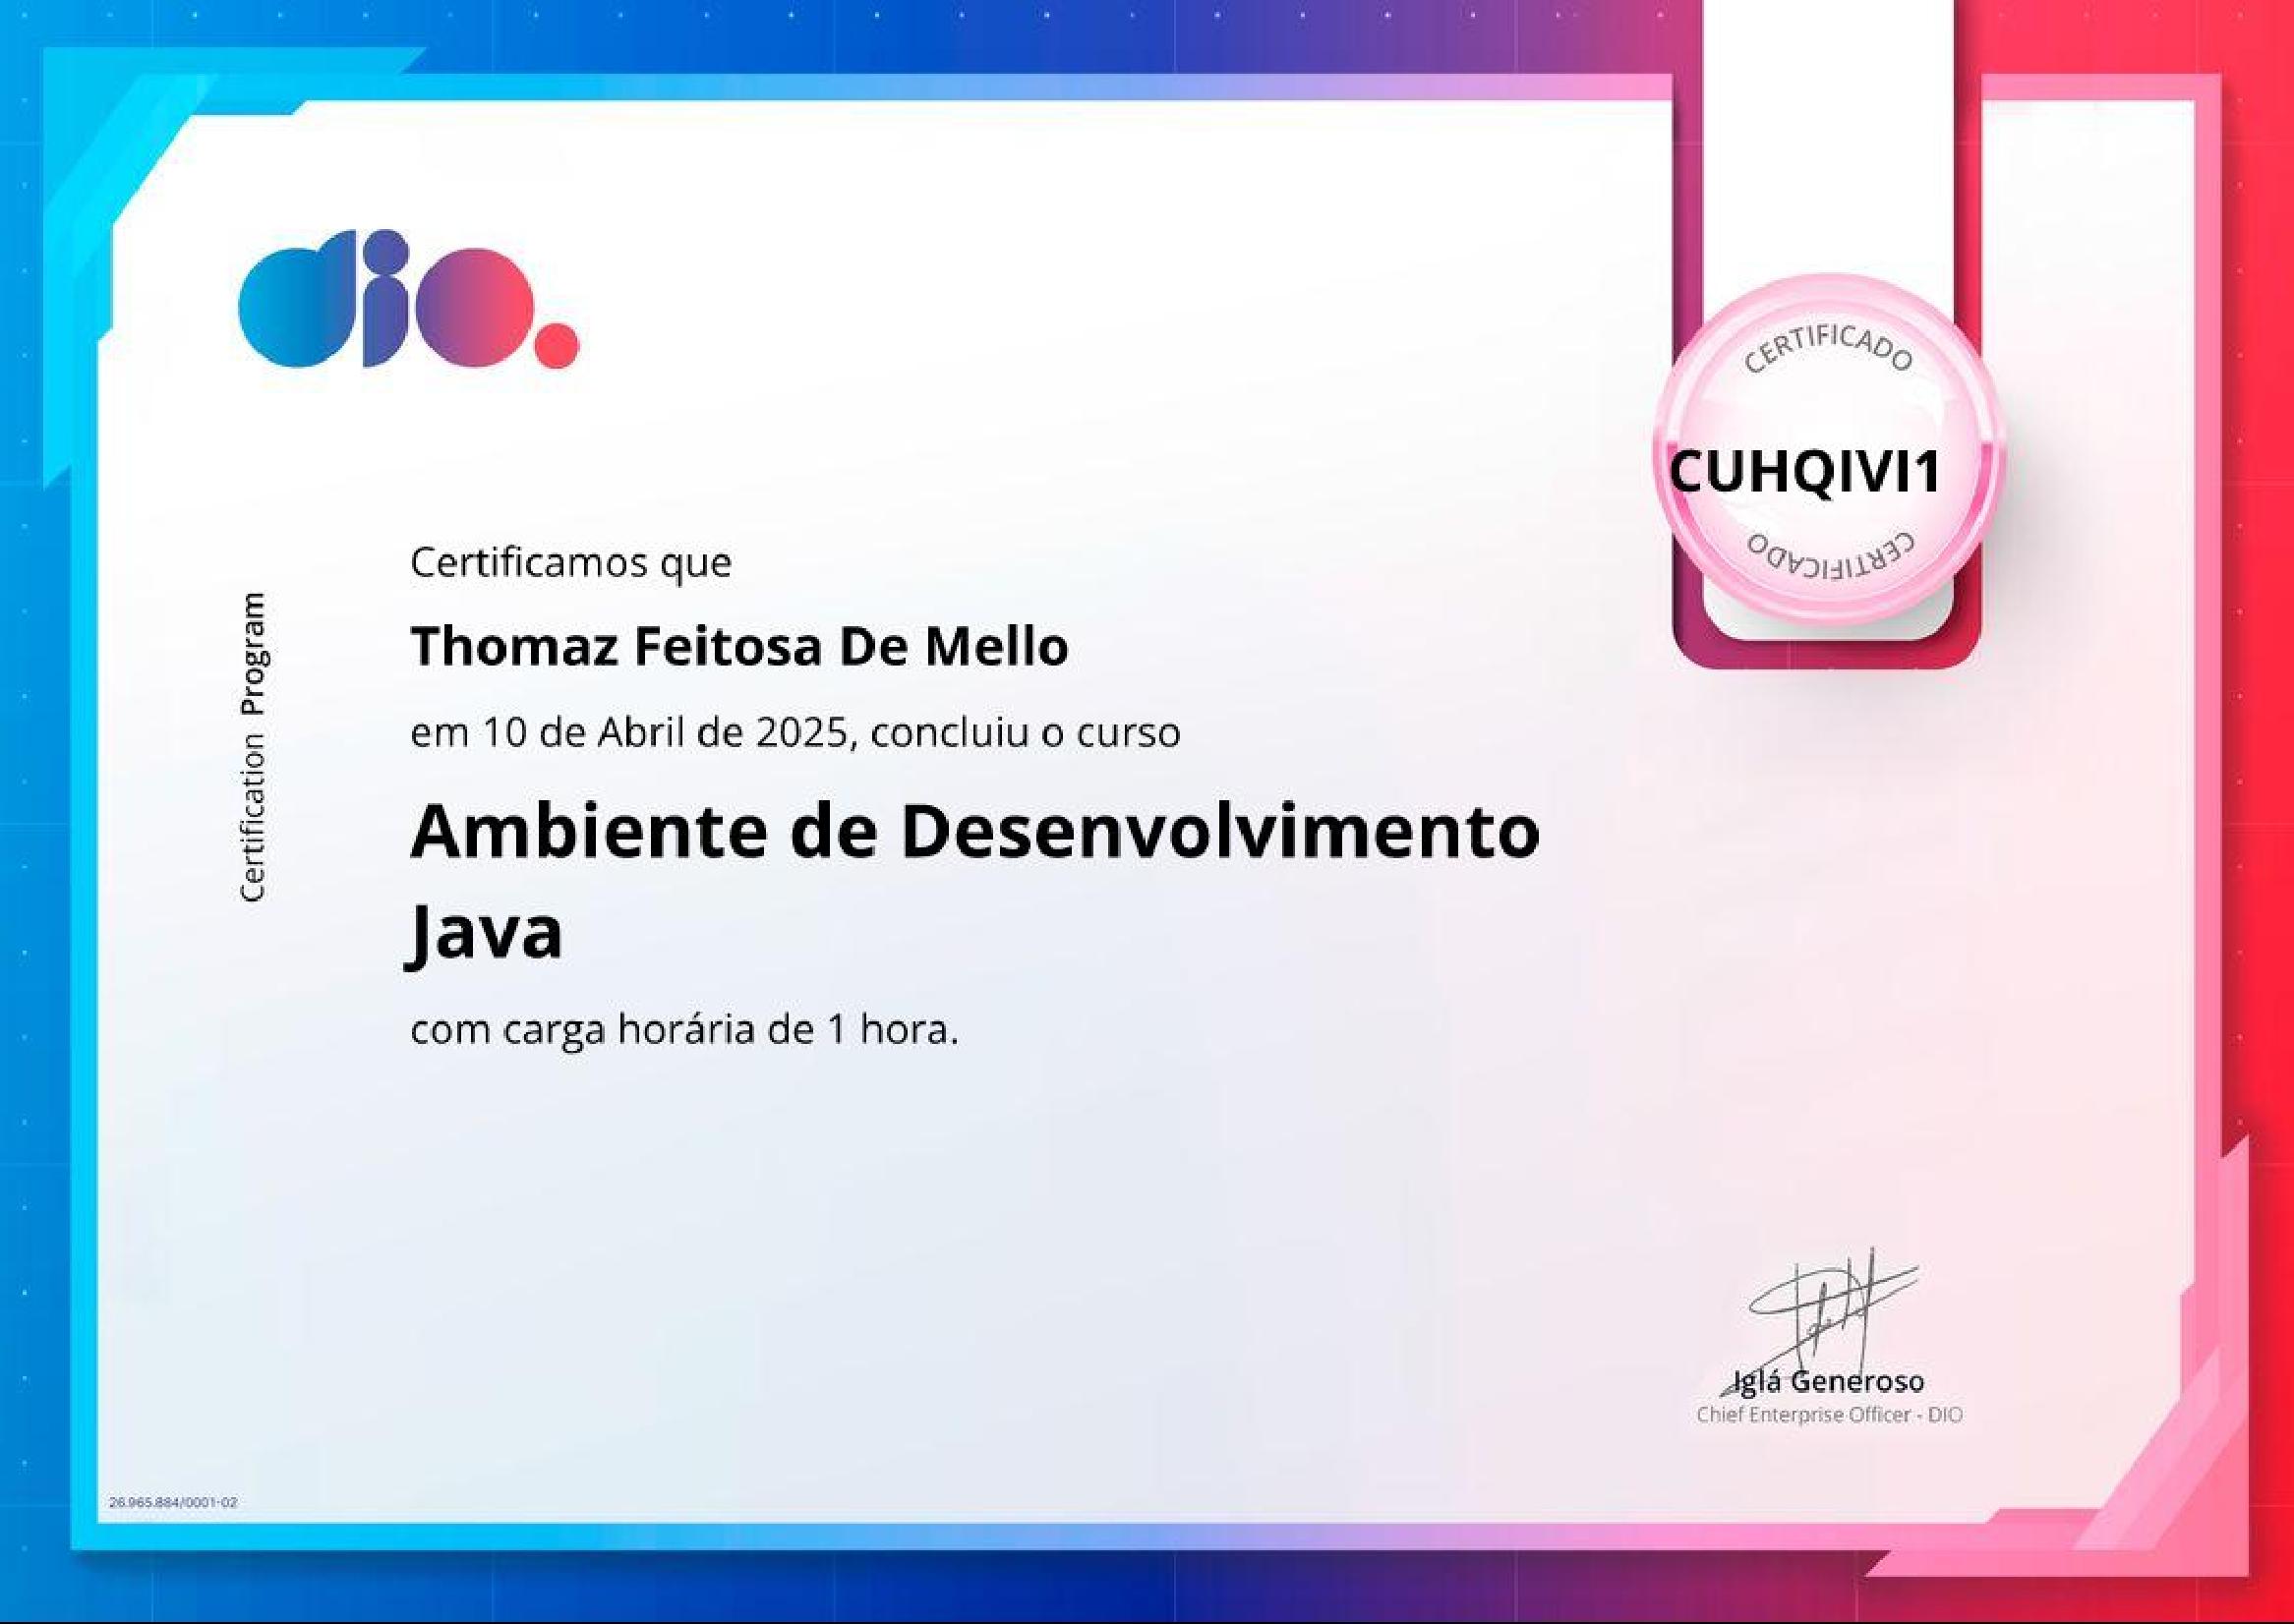 dio.
CERTIFICADO
CUHQIVI1
CERTIFICADO
Certification Program
Certificamos que
Thomaz Feitosa De Mello
em 10 de Abril de 2025, concluiu o curso
Ambiente de Desenvolvimento
Java
com carga horária de 1 hora.
Iglá Generoso
Chief Enterprise Officer - DIO
26.965.884/0001-02